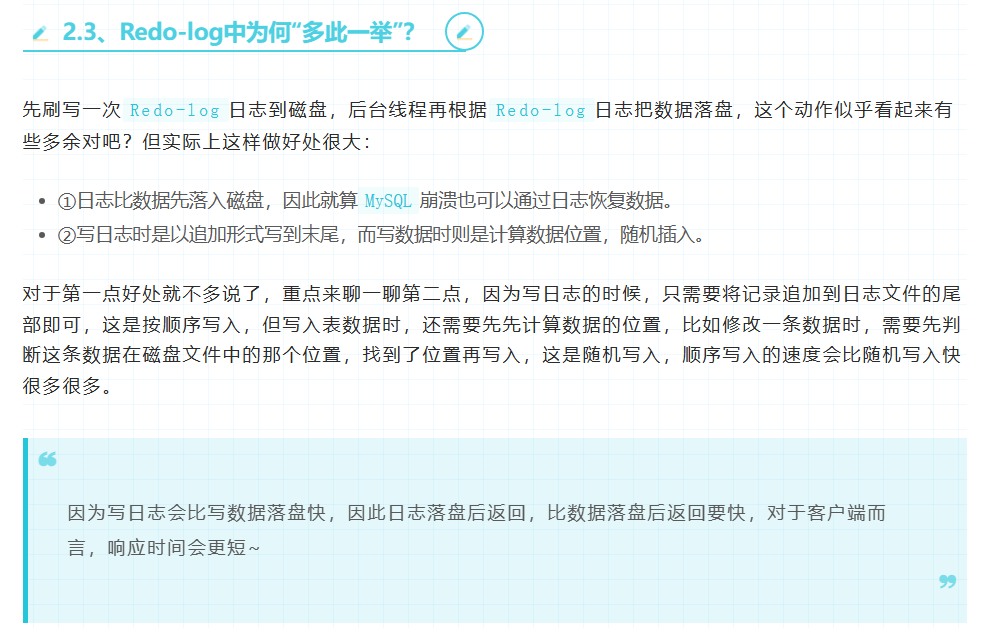 2.3、Redo-log中为何“多此一举”?
先刷写一次 Redo-log 日志到磁盘，后台线程再根据 Redo-log 日志把数据落盘，这个动作似乎看起来有
些多余对吧？但实际上这样做好处很大：
• ①日志比数据先落入磁盘，因此就算 MySQL 崩溃也可以通过日志恢复数据。
• ②写日志时是以追加形式写到末尾，而写数据时则是计算数据位置，随机插入。
对于第一点好处就不多说了，重点来聊一聊第二点，因为写日志的时候，只需要将记录追加到日志文件的尾
部即可，这是按顺序写入，但写入表数据时，还需要先先计算数据的位置，比如修改一条数据时，需要先判
断这条数据在磁盘文件中的那个位置，找到了位置再写入，这是随机写入，顺序写入的速度会比随机写入快
很多很多。
❝
因为写日志会比写数据落盘快，因此日志落盘后返回，比数据落盘后返回要快，对于客户端而
言，响应时间会更短~
❞